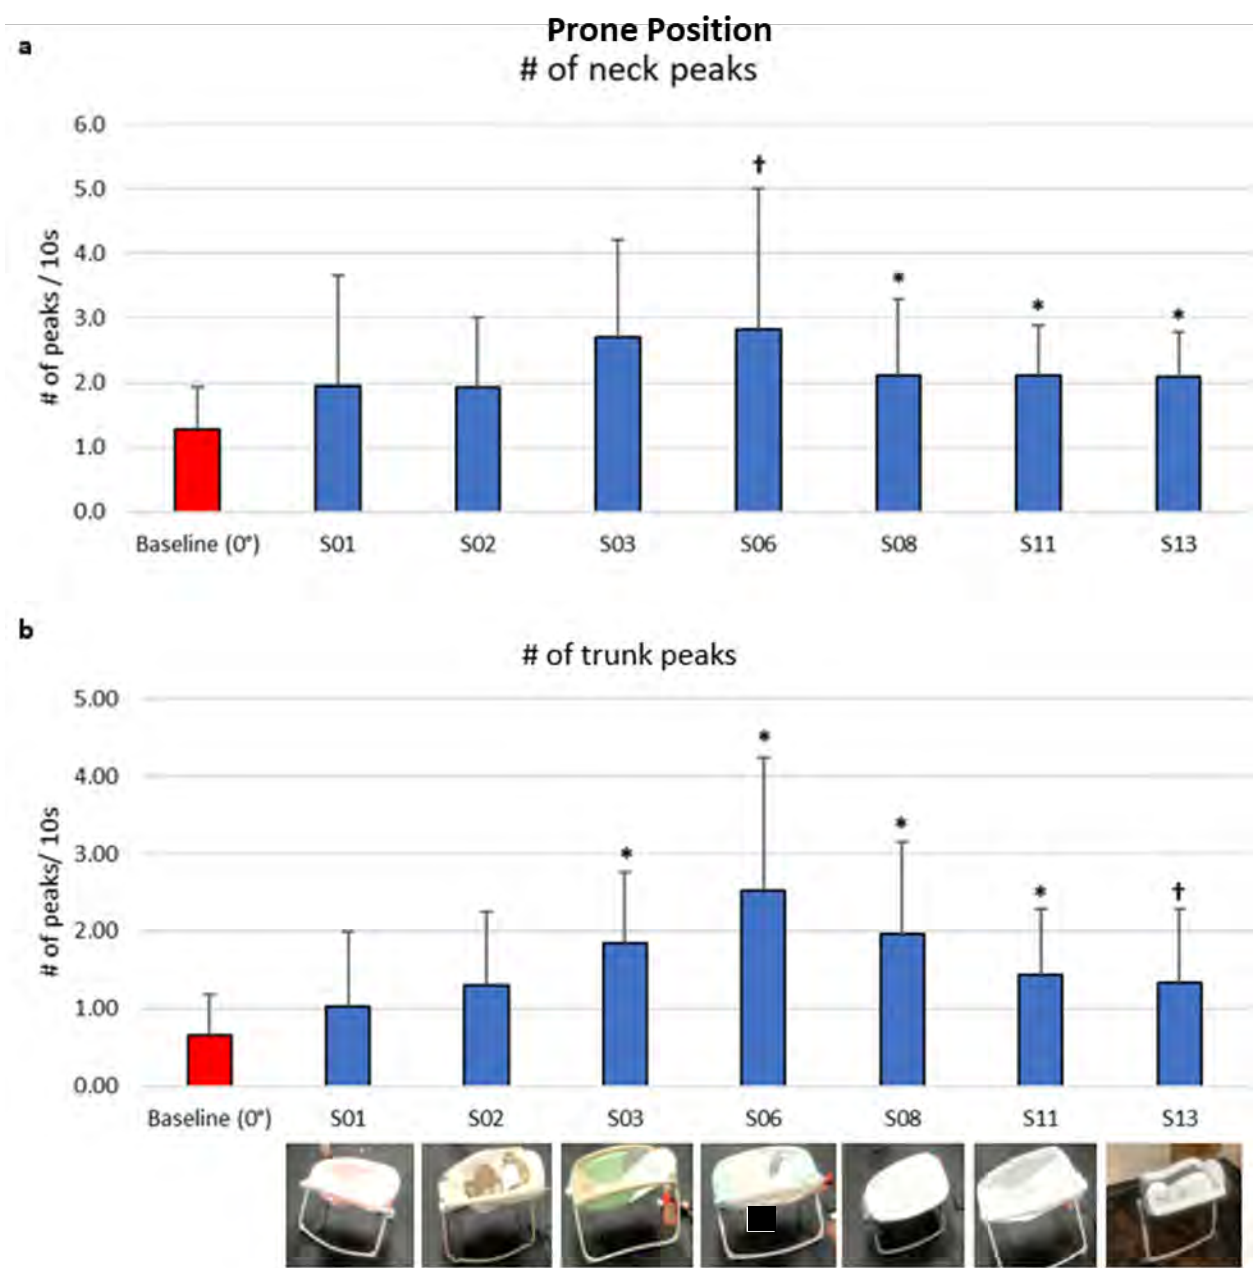 Prone Position
a
# of neck peaks
6.0
†
5.0
4.0
*
*
*
3.0
2.0
1.0
0.0
# of peaks / 10s
Baseline (0°) S01 S02 S03 S06 S08 S11 S13
b
# of trunk peaks
5.00
*
4.00
*
3.00
*
*
†
2.00
1.00
0.00
# of peaks/ 10s
Baseline (0°) S01 S02 S03 S06 S08 S11 S13